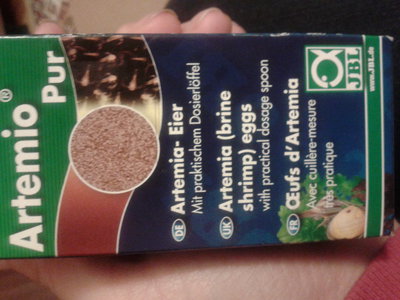 Artemio®
Pur
DE Artemia- Eier
Mit praktischem Dosierlöffel
UK Artemia (brine
shrimp) eggs
with practical dosage spoon
FR Œufs d'Artemia
Avec cuillère-mesure
très pratique
JBL
www.JBL.de